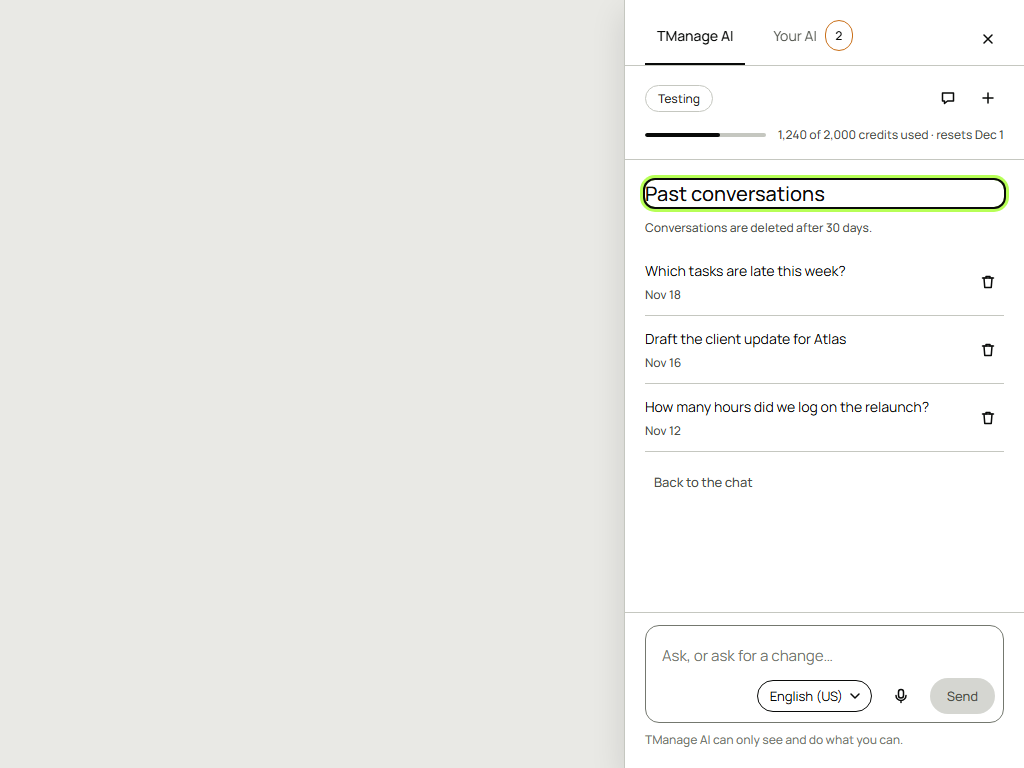 TManage AI
Your AI 2
Testing
1,240 of 2,000 credits used · resets Dec 1
Past conversations
Conversations are deleted after 30 days.
Which tasks are late this week?
Nov 18
Draft the client update for Atlas
Nov 16
How many hours did we log on the relaunch?
Nov 12
Back to the chat
Ask, or ask for a change…
English (US)
Send
TManage AI can only see and do what you can.